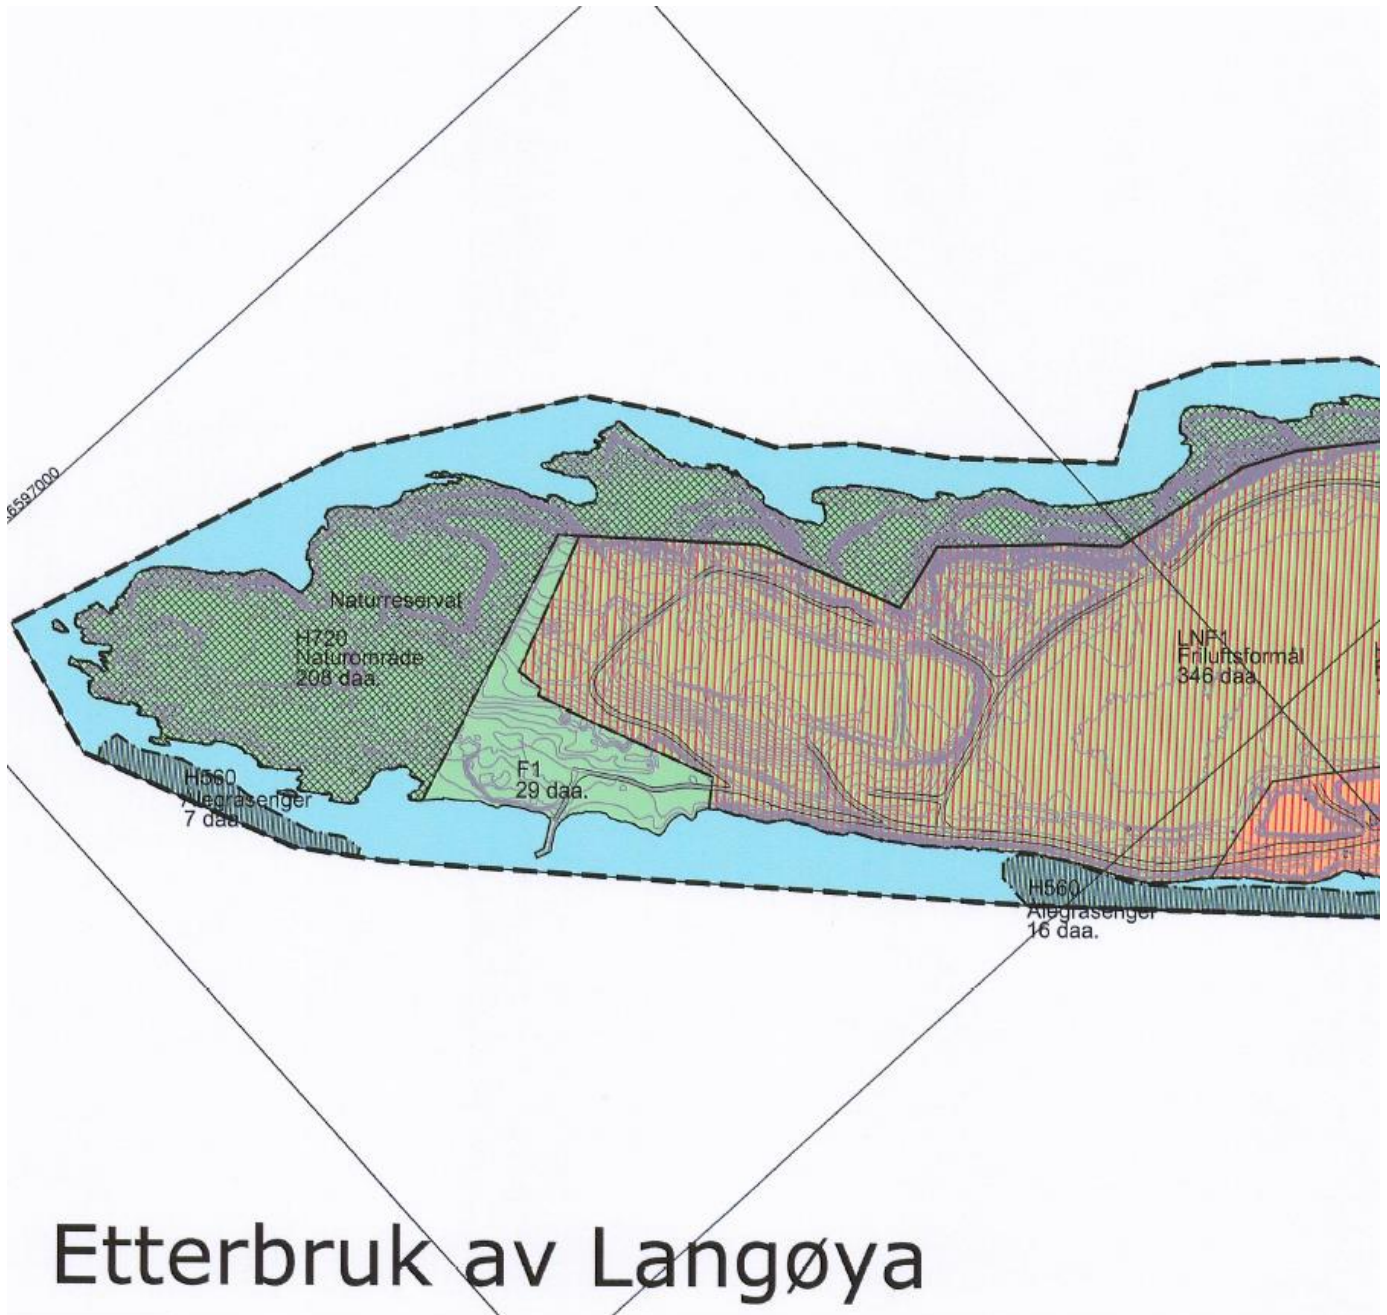 6597000
Naturreservat
H720
Naturområde
208 daa.
LNF1
Friluftsformål
346 daa.
F1
29 daa.
H560
Ålegrasenger
7 daa.
H560
Ålegrasenger
16 daa.
Etterbruk av Langøya